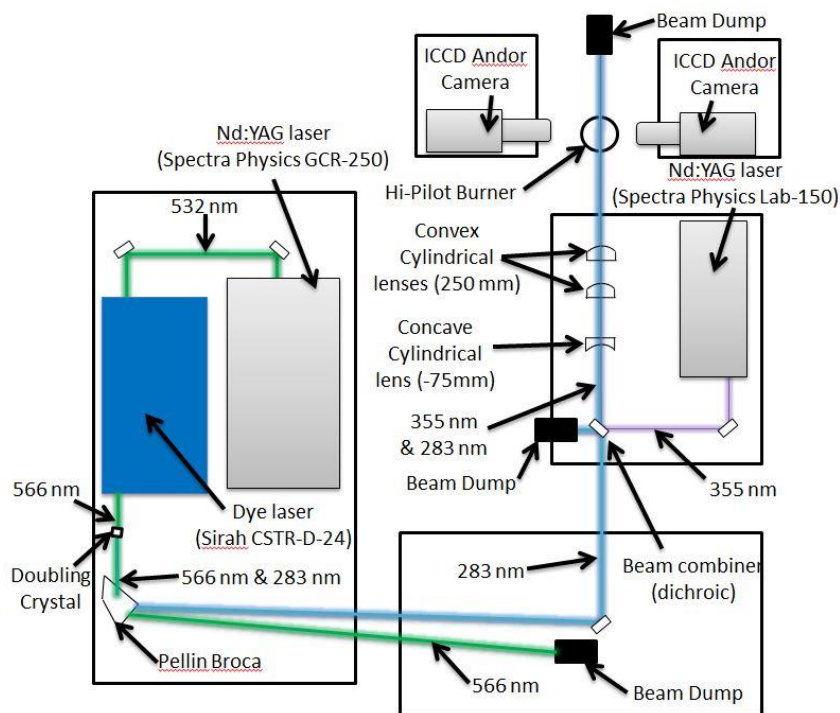 Beam Dump
ICCD Andor
Camera
ICCD Andor
Camera
Nd:YAG laser
(Spectra Physics GCR-250)
Hi-Pilot Burner
Nd:YAG laser
(Spectra Physics Lab-150)
532 nm
Convex
Cylindrical
lenses (250 mm)
Concave
Cylindrical
lens (-75mm)
355 nm
& 283 nm
Beam Dump
355 nm
566 nm
Dye laser
(Sirah CSTR-D-24)
Doubling
Crystal
566 nm & 283 nm
283 nm
Beam combiner
(dichroic)
Pellin Broca
566 nm
Beam Dump